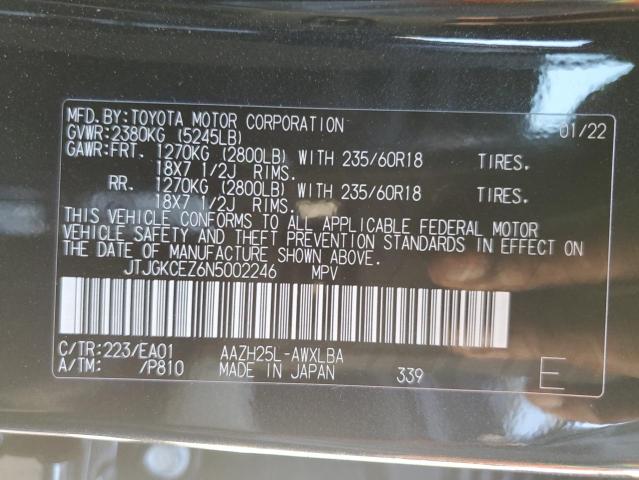 MFD.BY:TOYOTA MOTOR CORPORATION 01/22
GVWR:2380KG (5245LB)
GAWR:FRT. 1270KG (2800LB) WITH 235/60R18 TIRES.
18X7 1/2J RIMS.
RR. 1270KG (2800LB) WITH 235/60R18 TIRES.
18X7 1/2J RIMS.
THIS VEHICLE CONFORMS TO ALL APPLICABLE FEDERAL MOTOR
VEHICLE SAFETY AND THEFT PREVENTION STANDARDS IN EFFECT ON
THE DATE OF MANUFACTURE SHOWN ABOVE.
JTJGKCEZ6N5002246 MPV
C/TR:223/EA01 AAZH25L-AWXLBA
A/TM: /P810 MADE IN JAPAN 339 E